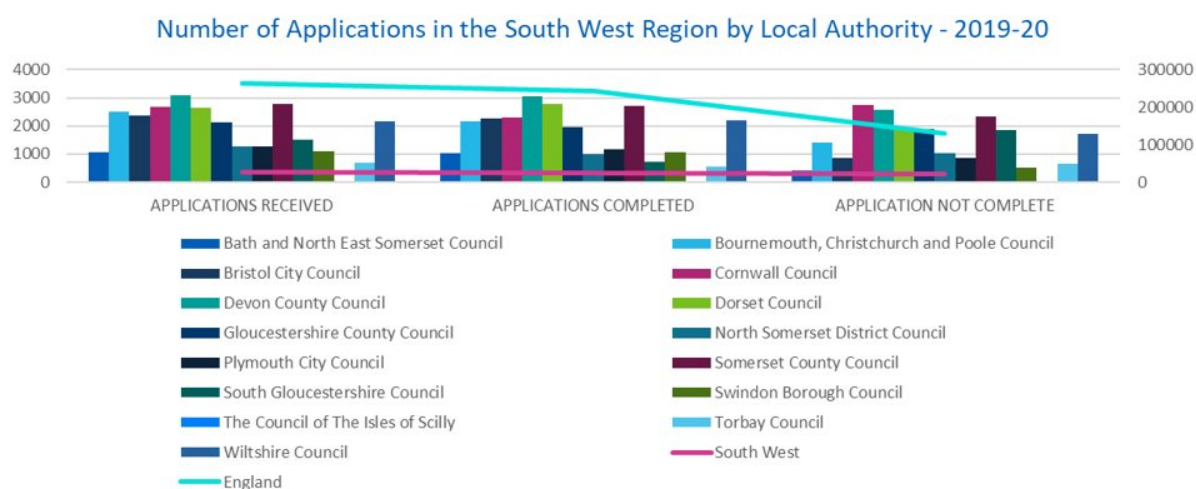 Number of Applications in the South West Region by Local Authority - 2019-20
4000 300000
3000 200000
2000
1000 100000
0 0
APPLICATIONS RECEIVED APPLICATIONS COMPLETED APPLICATION NOT COMPLETE
Bath and North East Somerset Council Bournemouth, Christchurch and Poole Council
Bristol City Council Cornwall Council
Devon County Council Dorset Council
Gloucestershire County Council North Somerset District Council
Plymouth City Council Somerset County Council
South Gloucestershire Council Swindon Borough Council
The Council of The Isles of Scilly Torbay Council
Wiltshire Council South West
England